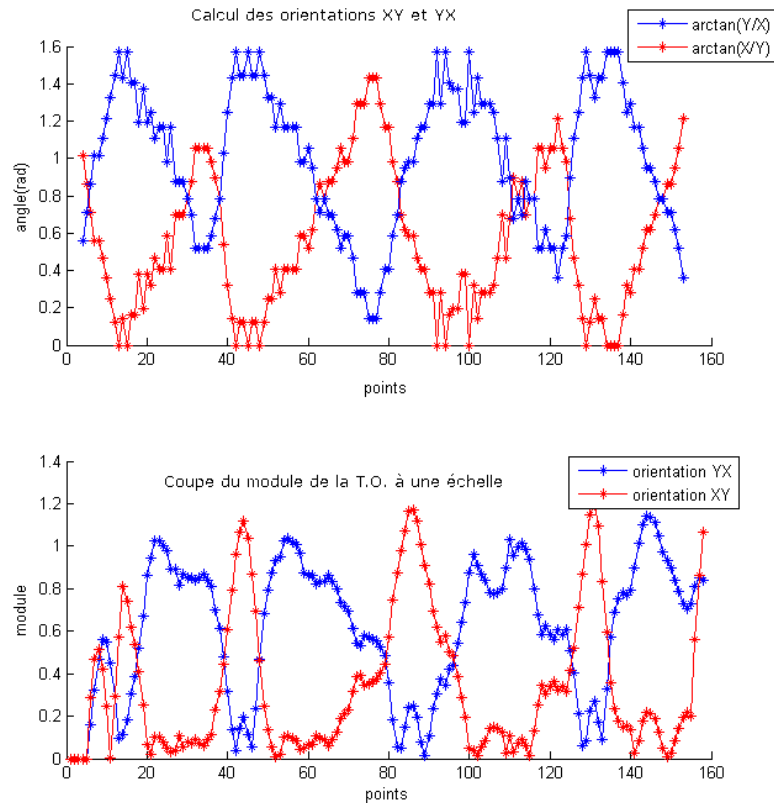 Calcul des orientations XY et YX
arctan(Y/X)
arctan(X/Y)
1.6
1.4
1.2
1
0.8
0.6
0.4
0.2
0
angle(rad)
0 20 40 60 80 100 120 140 160
points
Coupe du module de la T.O. à une échelle
orientation YX
orientation XY
1.4
1.2
1
0.8
0.6
0.4
0.2
0
module
0 20 40 60 80 100 120 140 160
points